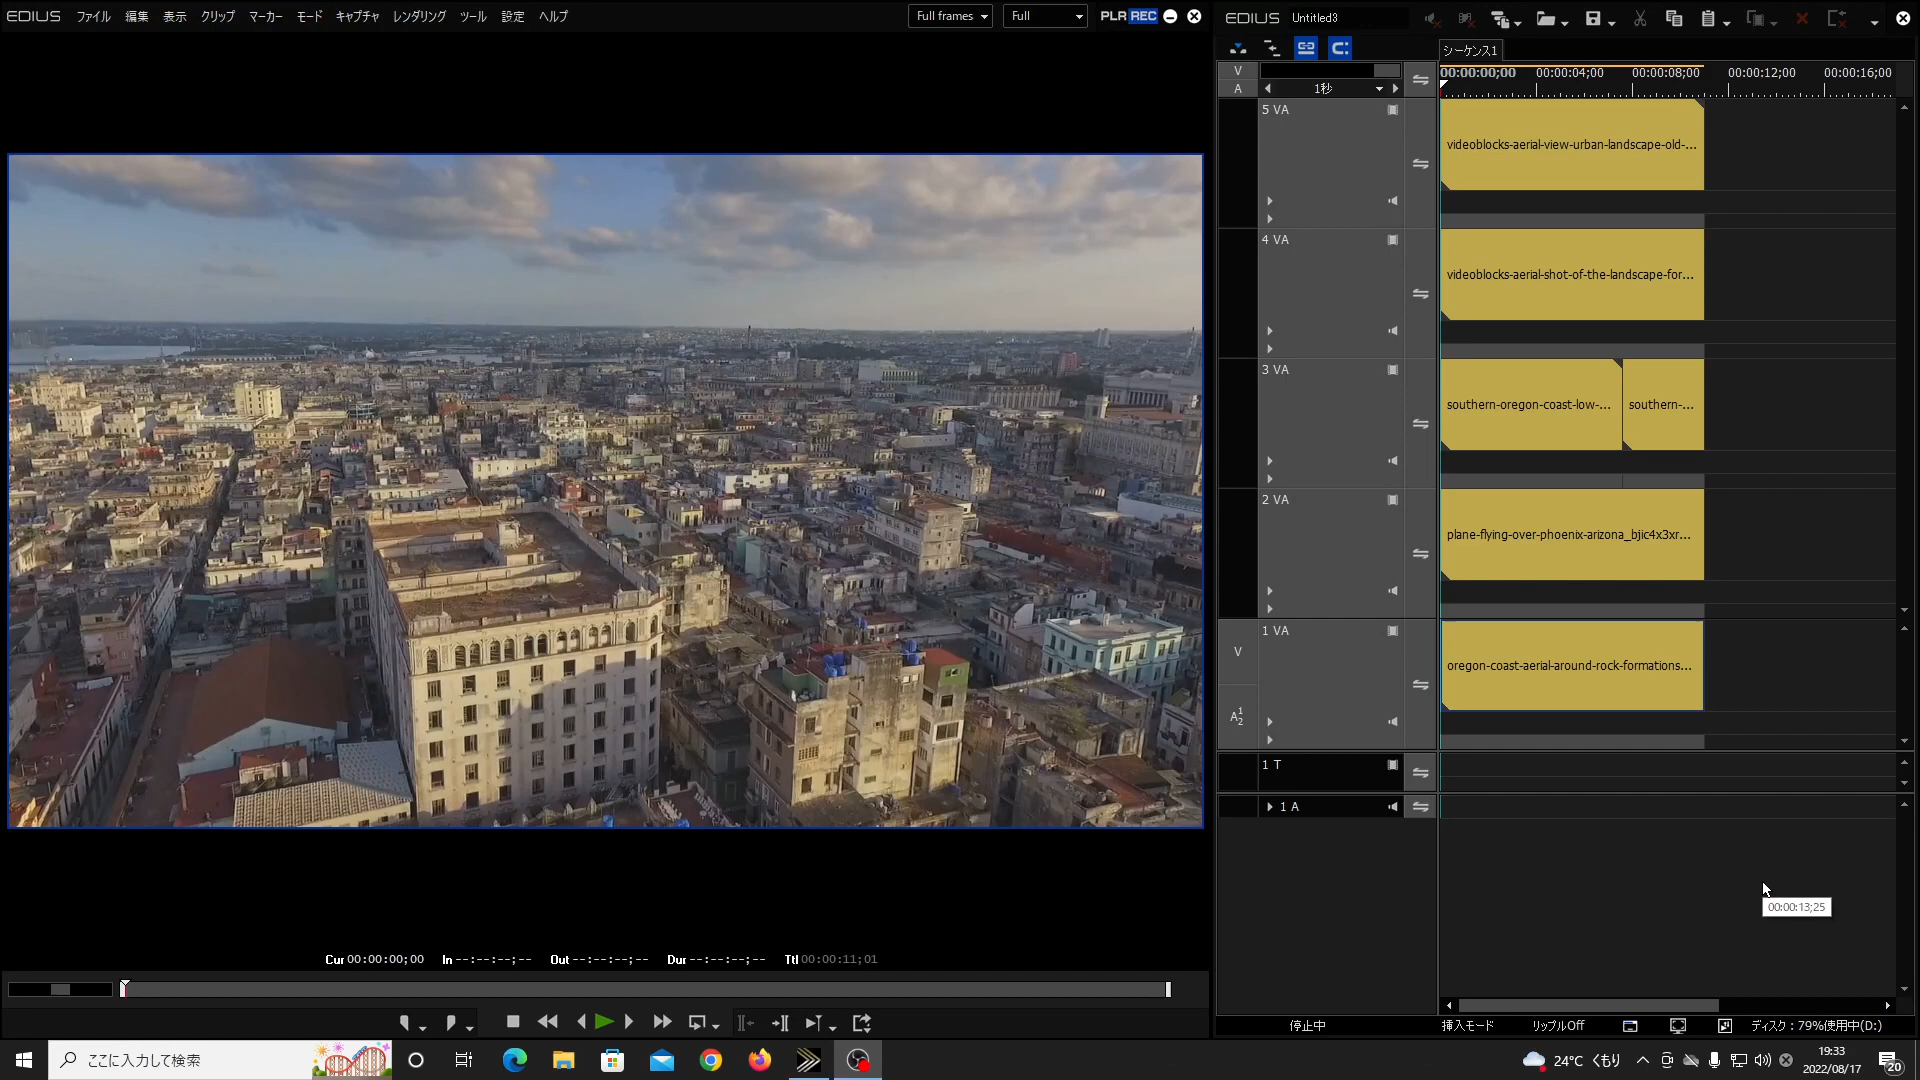 EDIUS ファイル 編集 表示 クリップ マーカー モード キャプチャ レンダリング ツール 設定 ヘルプ Full frames Full PLR REC
EDIUS Untitled3
シーケンス1
V
A
1秒
00:00:00;00 00:00:04;00 00:00:08;00 00:00:12;00 00:00:16;00
5 VA
videoblocks-aerial-view-urban-landscape-old-...
4 VA
videoblocks-aerial-shot-of-the-landscape-for...
3 VA
southern-oregon-coast-low-... southern-...
2 VA
plane-flying-over-phoenix-arizona_bjic4x3xr...
1 VA
V
oregon-coast-aerial-around-rock-formations...
A12
1 T
1 A
00:00:13;25
Cur 00:00:00;00 In --:--:--;-- Out --:--:--;-- Dur --:--:--;-- Ttl 00:00:11;01
停止中 挿入モード リップルOff ディスク : 79%使用中(D:)
ここに入力して検索
24°C くもり
19:33
2022/08/17
20